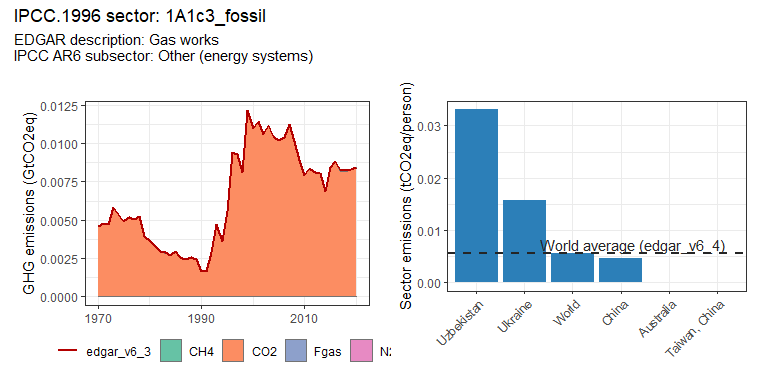 IPCC.1996 sector: 1A1c3_fossil
EDGAR description: Gas works
IPCC AR6 subsector: Other (energy systems)
GHG emissions (GtCO2eq)
0.0125
0.0100
0.0075
0.0050
0.0025
0.0000
1970
1990
2010
edgar_v6_3 CH4 CO2 Fgas N2
Sector emissions (tCO2eq/person)
0.03
0.02
0.01
0.00
World average (edgar_v6_4)
Uzbekistan
Ukraine
World
China
Australia
Taiwan, China